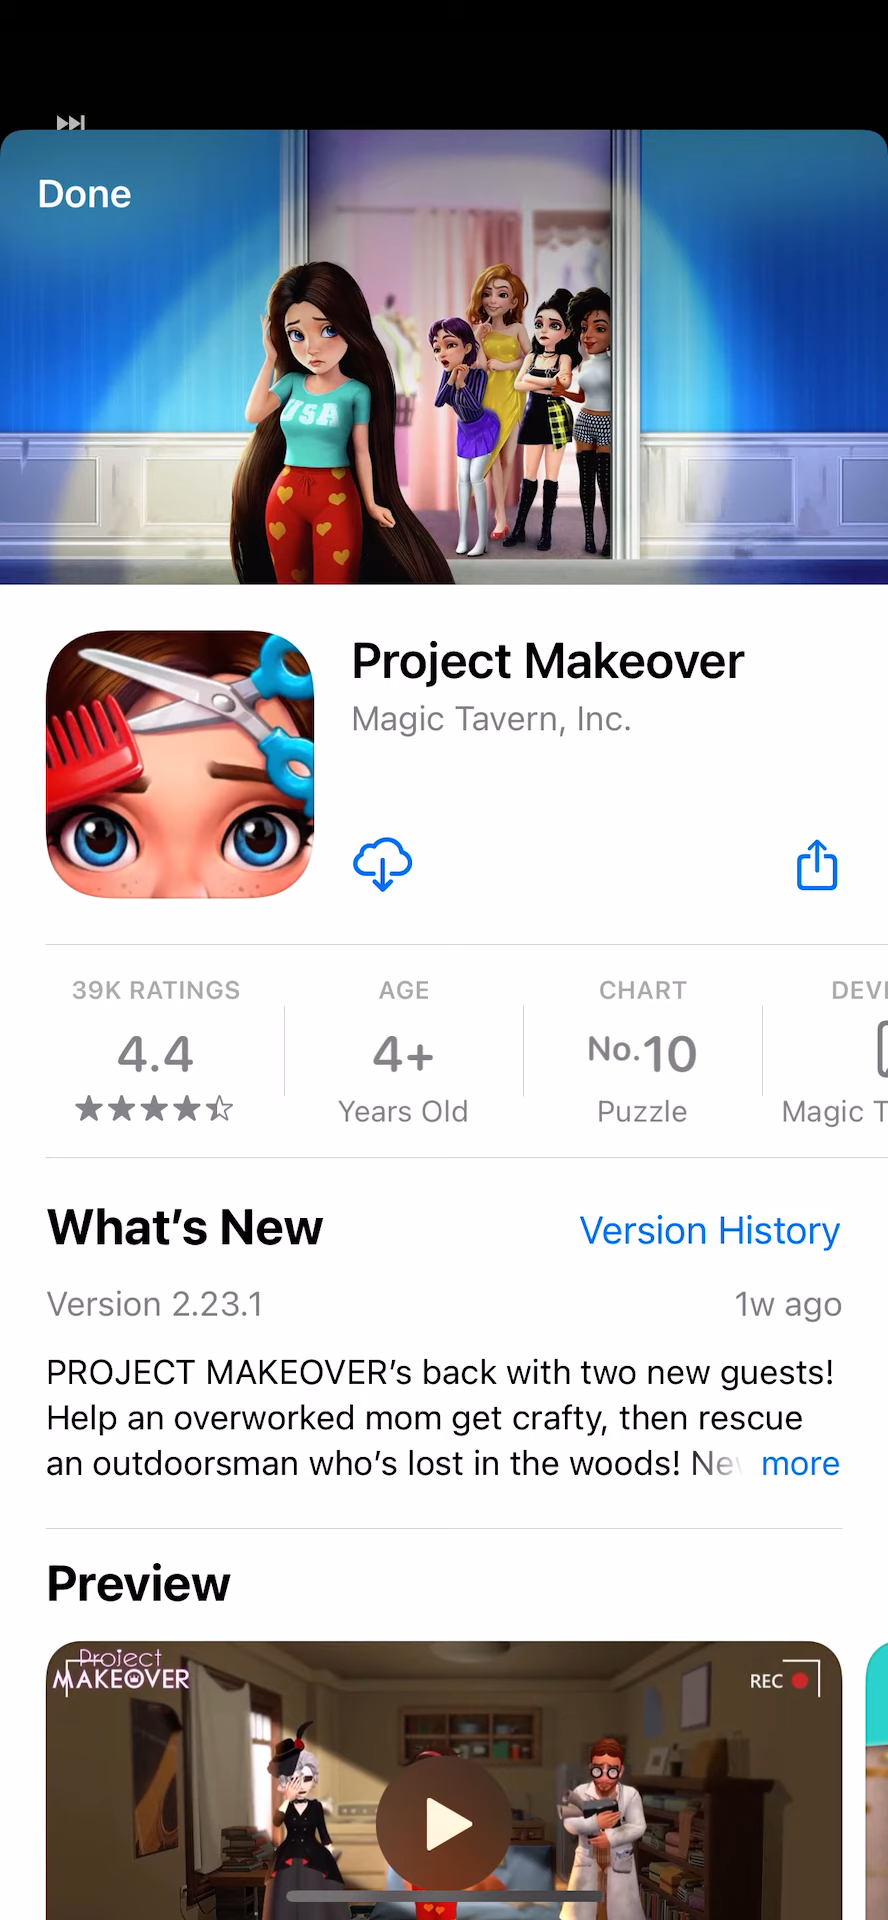 Done
USA
Project Makeover
Magic Tavern, Inc.
39K RATINGS
4.4
AGE
4+
Years Old
CHART
No.10
Puzzle
DEVE
Magic T
What's New
Version History
Version 2.23.1
1w ago
PROJECT MAKEOVER's back with two new guests!
Help an overworked mom get crafty, then rescue
an outdoorsman who's lost in the woods! New more
Preview
Project
MAKEOVER
REC